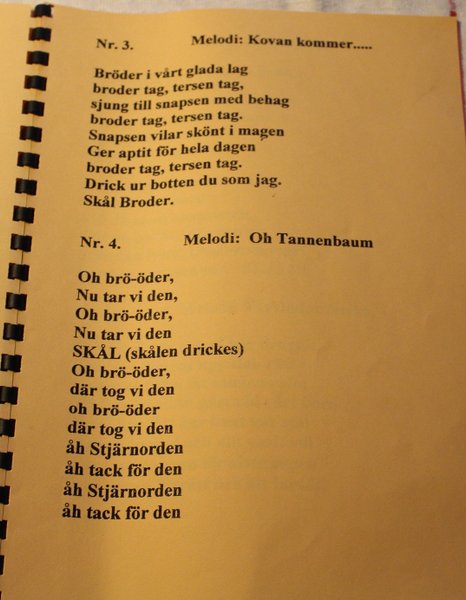 Nr. 3. Melodi: Kovan kommer.....
Bröder i vårt glada lag
broder tag, tersen tag,
sjung till snapsen med behag
broder tag, tersen tag.
Snapsen vilar skönt i magen
Ger aptit för hela dagen
broder tag, tersen tag.
Drick ur botten du som jag.
Skål Broder.
Nr. 4. Melodi: Oh Tannenbaum
Oh brö-öder,
Nu tar vi den,
Oh brö-öder,
Nu tar vi den
SKÅL (skålen drickes)
Oh brö-öder,
där tog vi den
oh brö-öder
där tog vi den
åh Stjärnorden
åh tack för den
åh Stjärnorden
åh tack för den